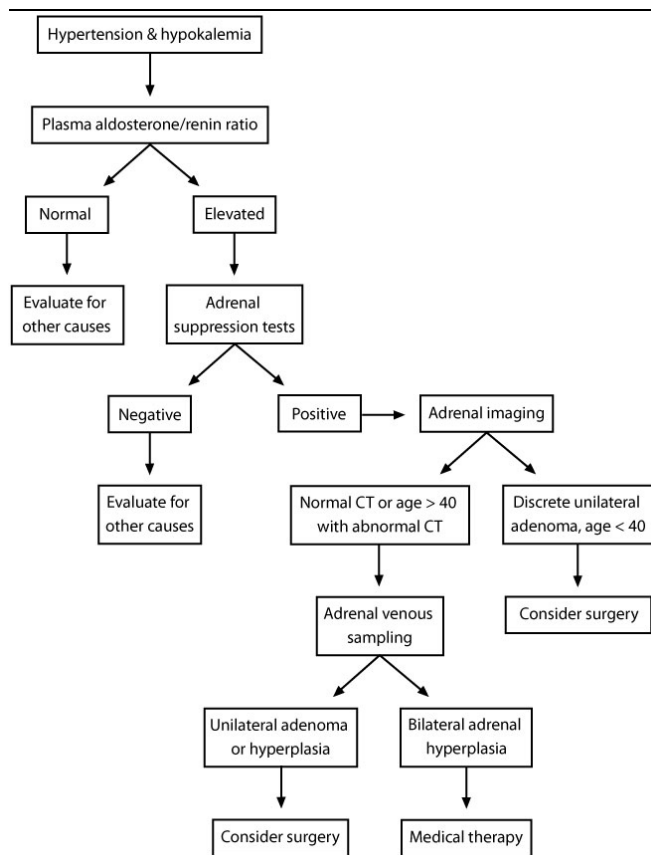 Hypertension & hypokalemia
Plasma aldosterone/renin ratio
Normal
Elevated
Evaluate for
other causes
Adrenal
suppression tests
Negative
Positive
Adrenal imaging
Evaluate for
other causes
Normal CT or age > 40
with abnormal CT
Discrete unilateral
adenoma, age < 40
Adrenal venous
sampling
Consider surgery
Unilateral adenoma
or hyperplasia
Bilateral adrenal
hyperplasia
Consider surgery
Medical therapy